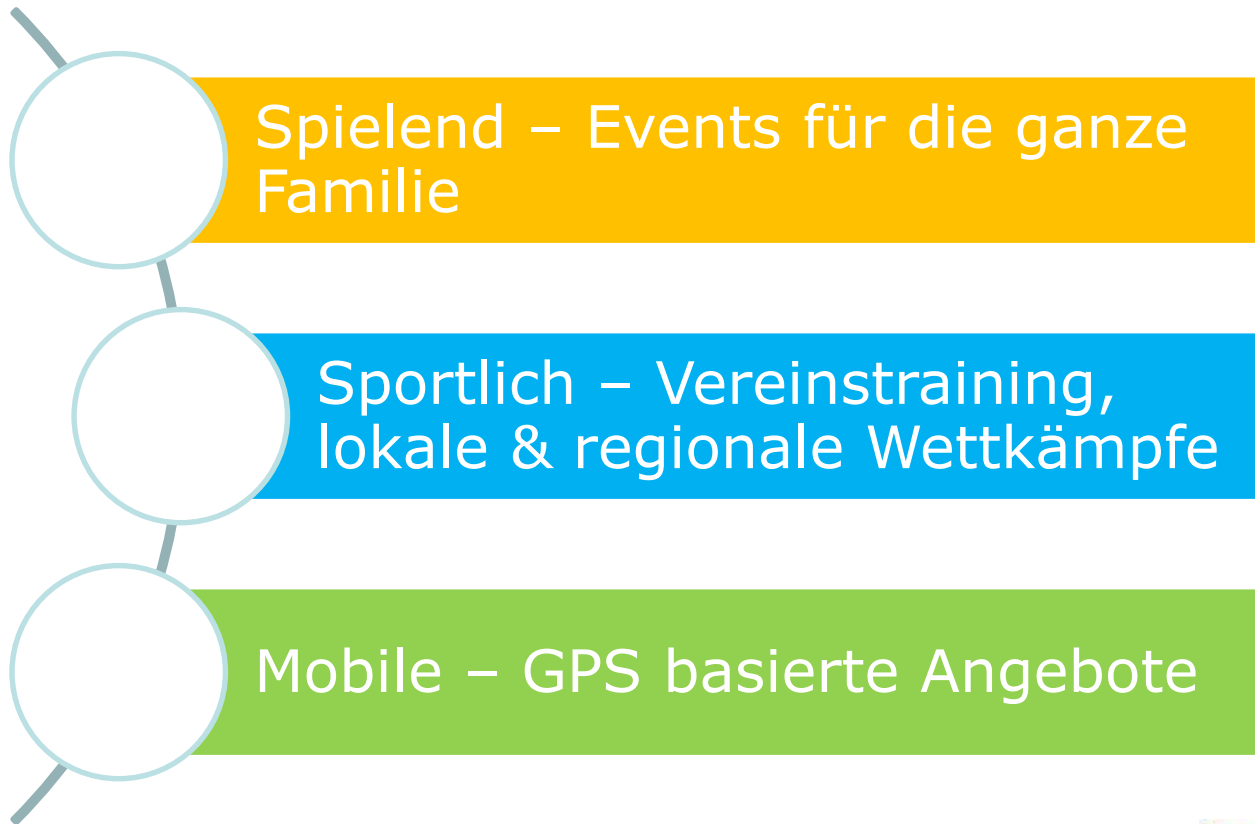 Spielend – Events für die ganze
Familie
Sportlich – Vereinstraining,
lokale & regionale Wettkämpfe
Mobile – GPS basierte Angebote